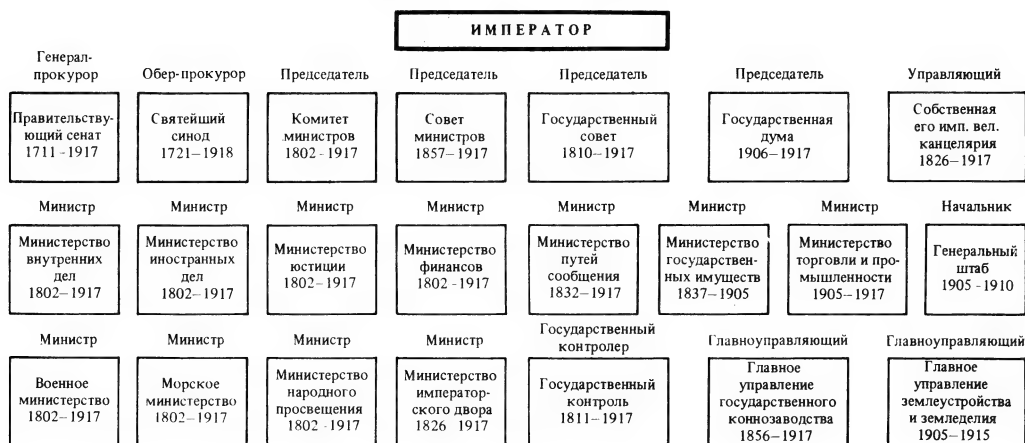 ИМПЕРАТОР
Генерал-
прокурор
Правительству-
ющий сенат
1711-1917
Обер-прокурор
Святейший
синод
1721–1918
Председатель
Комитет
министров
1802-1917
Председатель
Совет
министров
1857–1917
Председатель
Государственный
совет
1810–1917
Председатель
Государственная
дума
1906–1917
Управляющий
Собственная
его имп. вел.
канцелярия
1826–1917
Министр
Министерство
внутренних
дел
1802–1917
Министр
Министерство
иностранных
дел
1802–1917
Министр
Министерство
юстиции
1802–1917
Министр
Министерство
финансов
1802-1917
Министр
Министерство
путей
сообщения
1832–1917
Министр
Министерство
государствен-
ных имуществ
1837–1905
Министр
Министерство
торговли и про-
мышленности
1905–1917
Начальник
Генеральный
штаб
1905-1910
Министр
Военное
министерство
1802–1917
Министр
Морское
министерство
1802–1917
Министр
Министерство
народного
просвещения
1802-1917
Министр
Министерство
император-
ского двора
1826 1917
Государственный
контролер
Государственный
контроль
1811–1917
Главноуправляющий
Главное
управление
государственного
коннозаводства
1856–1917
Главноуправляющий
Главное
управление
землеустройства
и земледелия
1905–1915